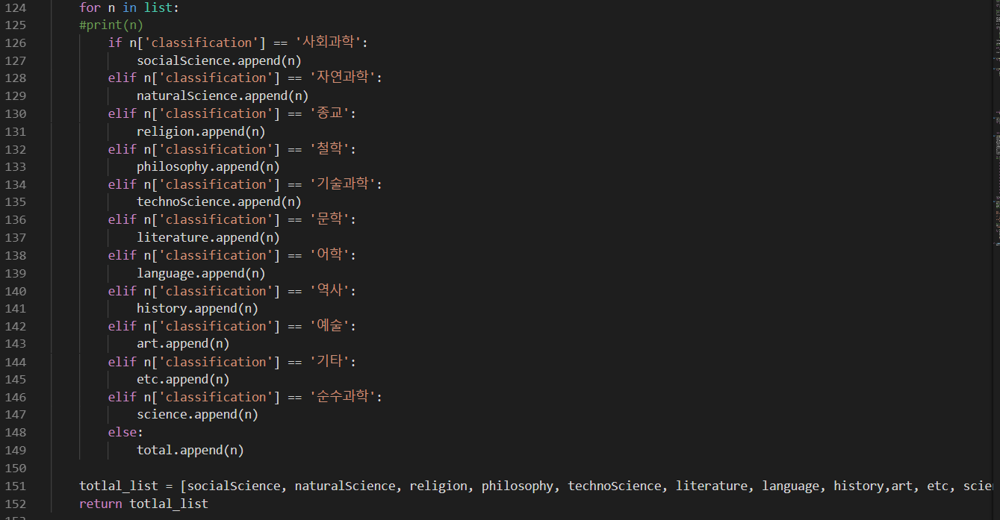 124 for n in list:
125 #print(n)
126 if n['classification'] == '사회과학':
127 socialScience.append(n)
128 elif n['classification'] == '자연과학':
129 naturalScience.append(n)
130 elif n['classification'] == '종교':
131 religion.append(n)
132 elif n['classification'] == '철학':
133 philosophy.append(n)
134 elif n['classification'] == '기술과학':
135 technoScience.append(n)
136 elif n['classification'] == '문학':
137 literature.append(n)
138 elif n['classification'] == '어학':
139 language.append(n)
140 elif n['classification'] == '역사':
141 history.append(n)
142 elif n['classification'] == '예술':
143 art.append(n)
144 elif n['classification'] == '기타':
145 etc.append(n)
146 elif n['classification'] == '순수과학':
147 science.append(n)
148 else:
149 total.append(n)
150
151 totlal_list = [socialScience, naturalScience, religion, philosophy, technoScience, literature, language, history,art, etc,
152 return totlal_list